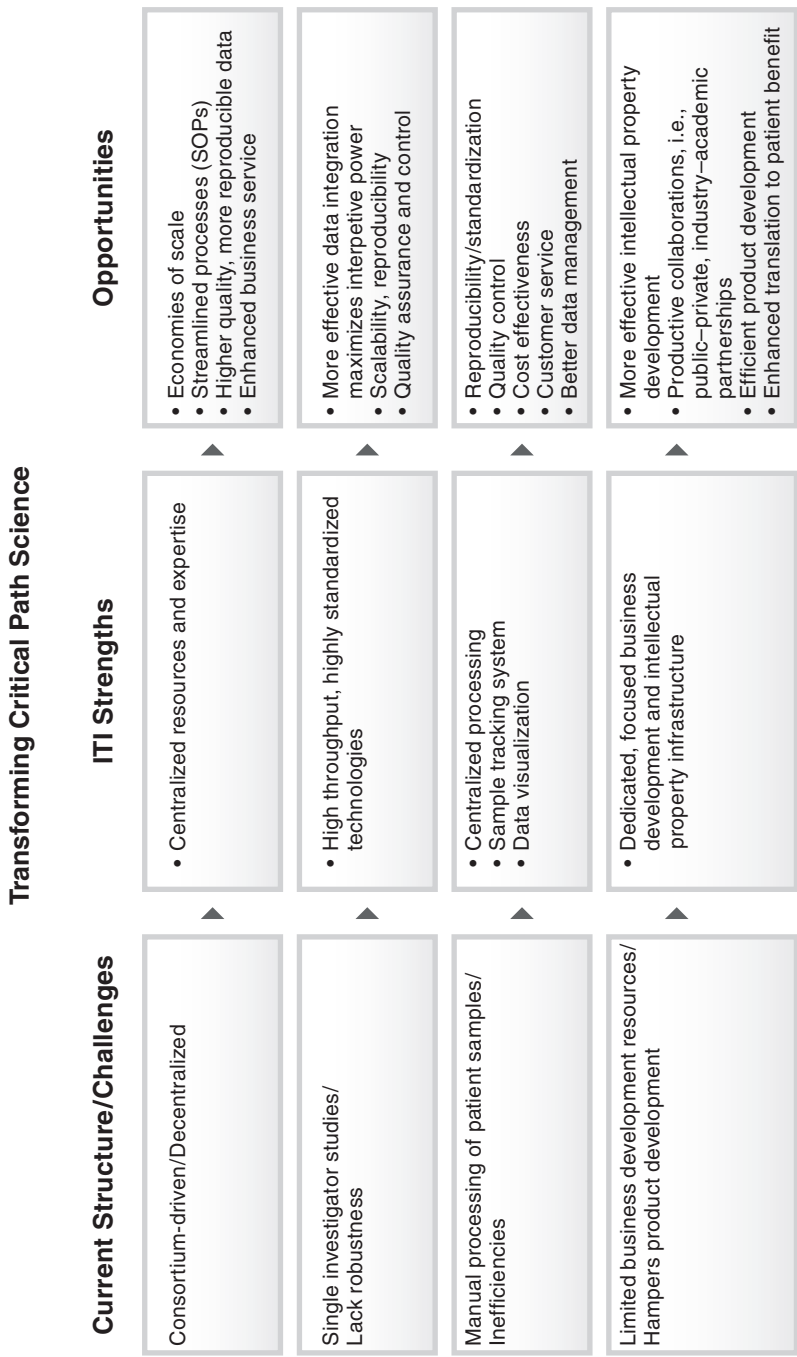 Transforming Critical Path Science
Current Structure/Challenges
ITI Strengths
Opportunities
Consortium-driven/Decentralized
• Centralized resources and expertise
• Economies of scale
• Streamlined processes (SOPs)
• Higher quality, more reproducible data
• Enhanced business service
Single investigator studies/
Lack robustness
• High throughput, highly standardized
technologies
• More effective data integration
maximizes interpetive power
• Scalability, reproducibility
• Quality assurance and control
Manual processing of patient samples/
Inefficiencies
• Centralized processing
• Sample tracking system
• Data visualization
• Reproducibility/standardization
• Quality control
• Cost effectiveness
• Customer service
• Better data management
Limited business development resources/
Hampers product development
• Dedicated, focused business
development and intellectual
property infrastructure
• More effective intellectual property
development
• Productive collaborations, i.e.,
public–private, industry–academic
partnerships
• Efficient product development
• Enhanced translation to patient benefit